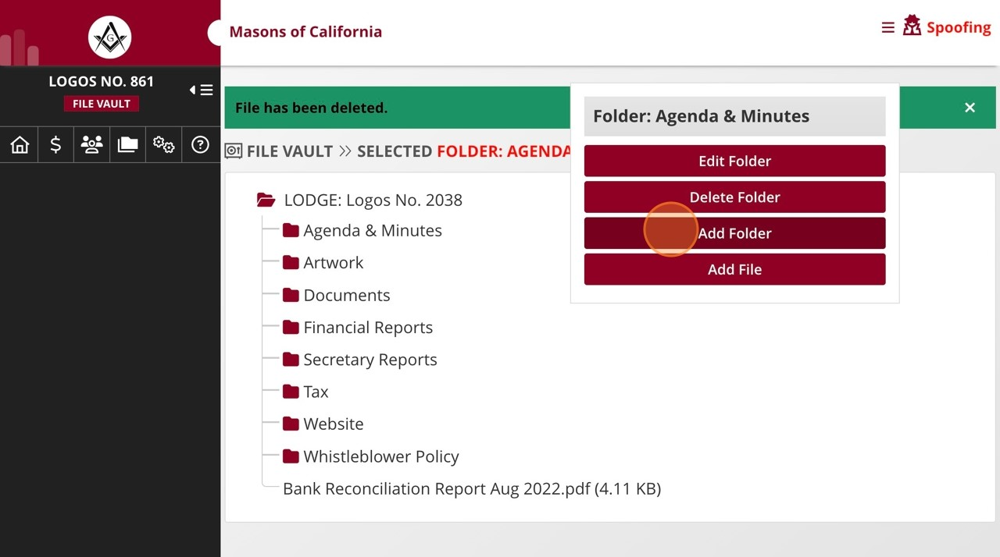 G
Masons of California
Spoofing
LOGOS NO. 861
FILE VAULT
File has been deleted.
FILE VAULT >> SELECTED FOLDER: AGENDA
LODGE: Logos No. 2038
Agenda & Minutes
Artwork
Documents
Financial Reports
Secretary Reports
Tax
Website
Whistleblower Policy
Bank Reconciliation Report Aug 2022.pdf (4.11 KB)
Folder: Agenda & Minutes
Edit Folder
Delete Folder
Add Folder
Add File